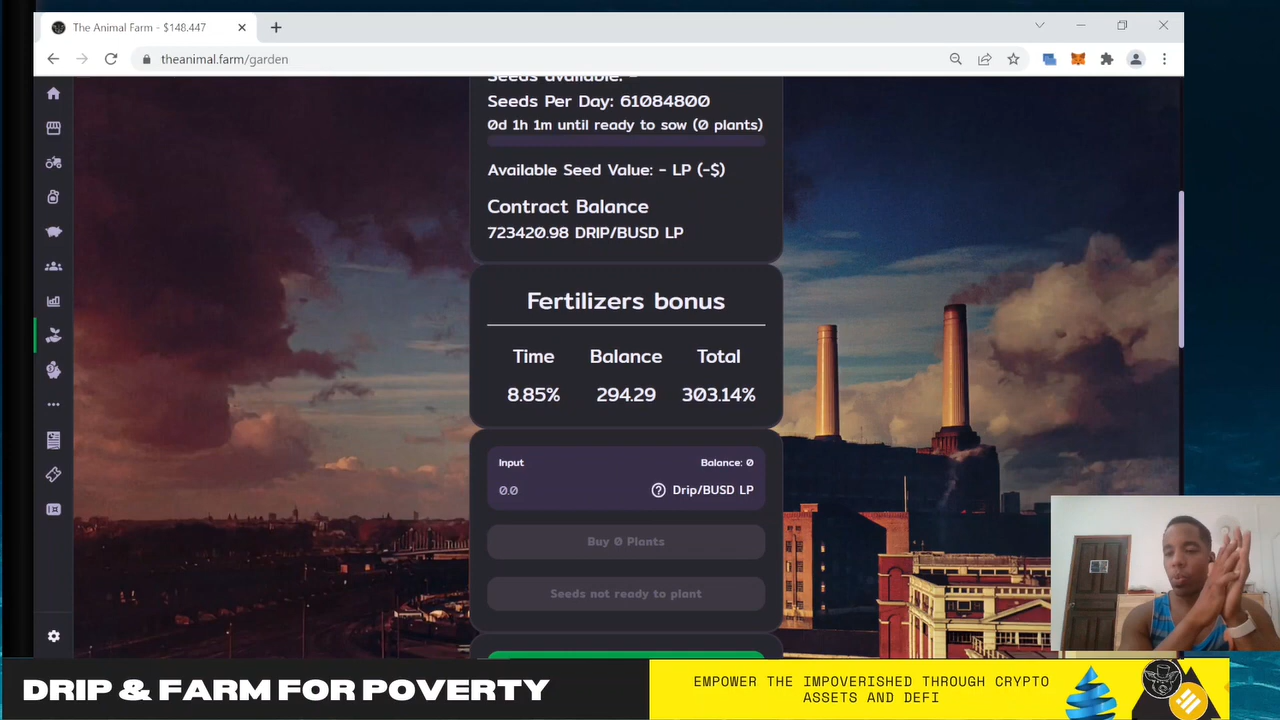 The Animal Farm - $148.447
theanimal.farm/garden
Seeds available: -
Seeds Per Day: 61084800
0d 1h 1m until ready to sow (0 plants)
Available Seed Value: - LP (-$)
Contract Balance
723420.98 DRIP/BUSD LP
Fertilizers bonus
Time Balance Total
8.85% 294.29 303.14%
Input Balance: 0
0.0 Drip/BUSD LP
Buy 0 Plants
Seeds not ready to plant
DRIP & FARM FOR POVERTY
EMPOWER THE IMPOVERISHED THROUGH CRYPTO
ASSETS AND DEFI